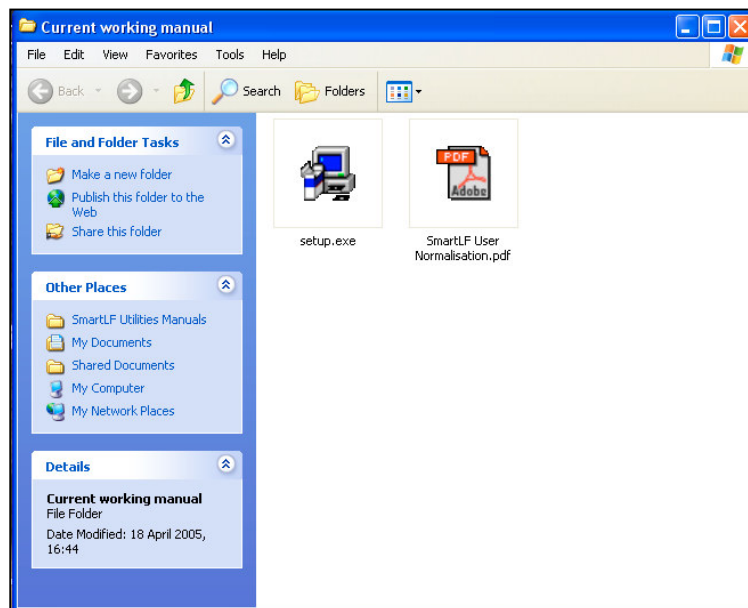 Current working manual
File Edit View Favorites Tools Help
Back Search Folders
File and Folder Tasks
Make a new folder
Publish this folder to the
Web
Share this folder
Other Places
SmartLF Utilities Manuals
My Documents
Shared Documents
My Computer
My Network Places
Details
Current working manual
File Folder
Date Modified: 18 April 2005,
16:44
PDF
Adobe
setup.exe
SmartLF User
Normalisation.pdf